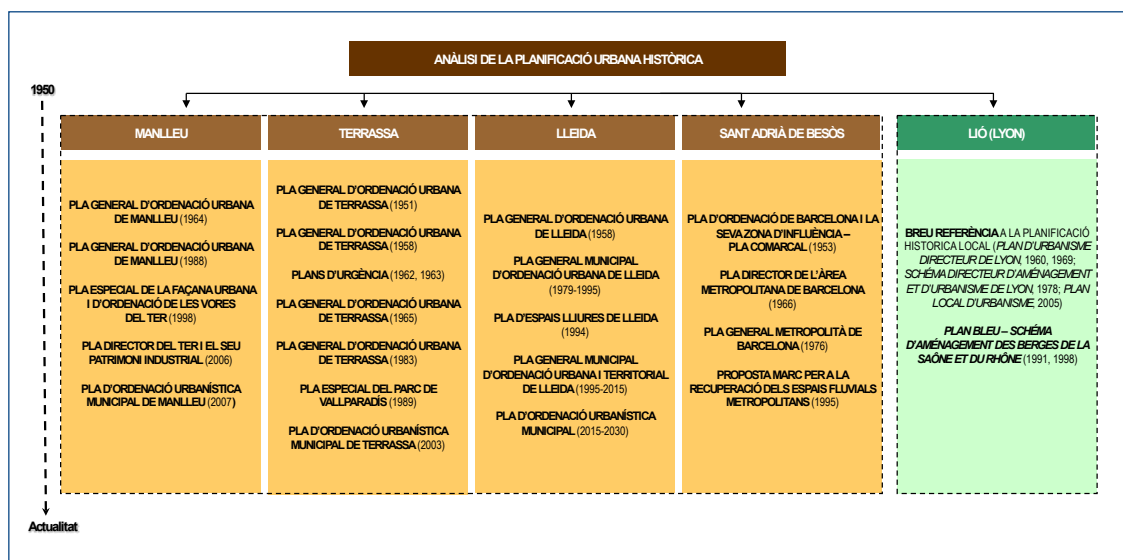 ANÀLISI DE LA PLANIFICACIÓ URBANA HISTÒRICA
1950
MANLLEU
PLA GENERAL D'ORDENACIÓ URBANA
DE MANLLEU (1964)
PLA GENERAL D'ORDENACIÓ URBANA
DE MANLLEU (1988)
PLA ESPECIAL DE LA FAÇANA URBANA
I D'ORDENACIÓ DE LES VORES
DEL TER (1998)
PLA DIRECTOR DEL TER I EL SEU
PATRIMONI INDUSTRIAL (2006)
PLA D'ORDENACIÓ URBANÍSTICA
MUNICIPAL DE MANLLEU (2007)
TERRASSA
PLA GENERAL D'ORDENACIÓ URBANA
DE TERRASSA (1951)
PLA GENERAL D'ORDENACIÓ URBANA
DE TERRASSA (1958)
PLANS D'URGÈNCIA (1962, 1963)
PLA GENERAL D'ORDENACIÓ URBANA
DE TERRASSA (1965)
PLA GENERAL D'ORDENACIÓ URBANA
DE TERRASSA (1983)
PLA ESPECIAL DEL PARC DE
VALLPARADÍS (1989)
PLA D'ORDENACIÓ URBANÍSTICA
MUNICIPAL DE TERRASSA (2003)
LLEIDA
PLA GENERAL D'ORDENACIÓ URBANA
DE LLEIDA (1958)
PLA GENERAL MUNICIPAL
D'ORDENACIÓ URBANA DE LLEIDA
(1979-1995)
PLA D'ESPAIS LLIURES DE LLEIDA
(1994)
PLA GENERAL MUNICIPAL
D'ORDENACIÓ URBANA I TERRITORIAL
DE LLEIDA (1995-2015)
PLA D'ORDENACIÓ URBANÍSTICA
MUNICIPAL (2015-2030)
SANT ADRIÀ DE BESÒS
PLA D'ORDENACIÓ DE BARCELONA I LA
SEVA ZONA D'INFLUÈNCIA –
PLA COMARCAL (1953)
PLA DIRECTOR DE L'ÀREA
METROPOLITANA DE BARCELONA
(1966)
PLA GENERAL METROPOLITÀ DE
BARCELONA (1976)
PROPOSTA MARC PER A LA
RECUPERACIÓ DELS ESPAIS FLUVIALS
METROPOLITANS (1995)
LIÓ (LYON)
BREU REFERÈNCIA A LA PLANIFICACIÓ
HISTORICA LOCAL (PLAN D'URBANISME
DIRECTEUR DE LYON, 1960, 1969;
SCHÉMA DIRECTEUR D'AMÉNAGEMENT
ET D'URBANISME DE LYON, 1978; PLAN
LOCAL D'URBANISME, 2005)
PLAN BLEU – SCHÉMA
D'AMÉNAGEMENT DES BERGES DE LA
SAÔNE ET DU RHÔNE (1991, 1998)
Actualitat